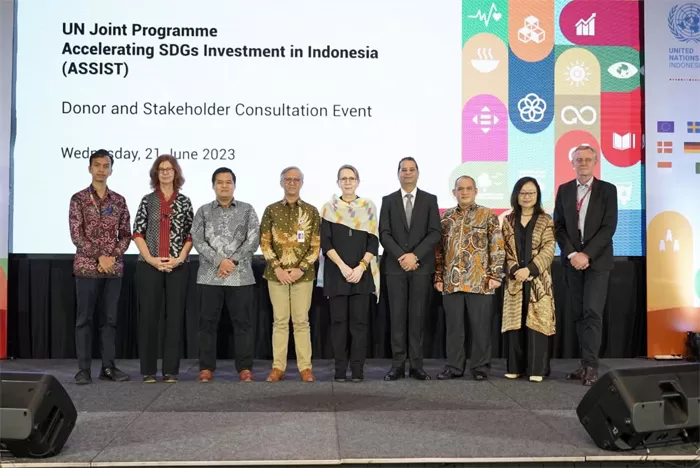 UN Joint Programme
Accelerating SDGs Investment in Indonesia
(ASSIST)
Donor and Stakeholder Consultation Event
Wednesday, 21 June 2023
UNITED
NATIONS
INDONESIA